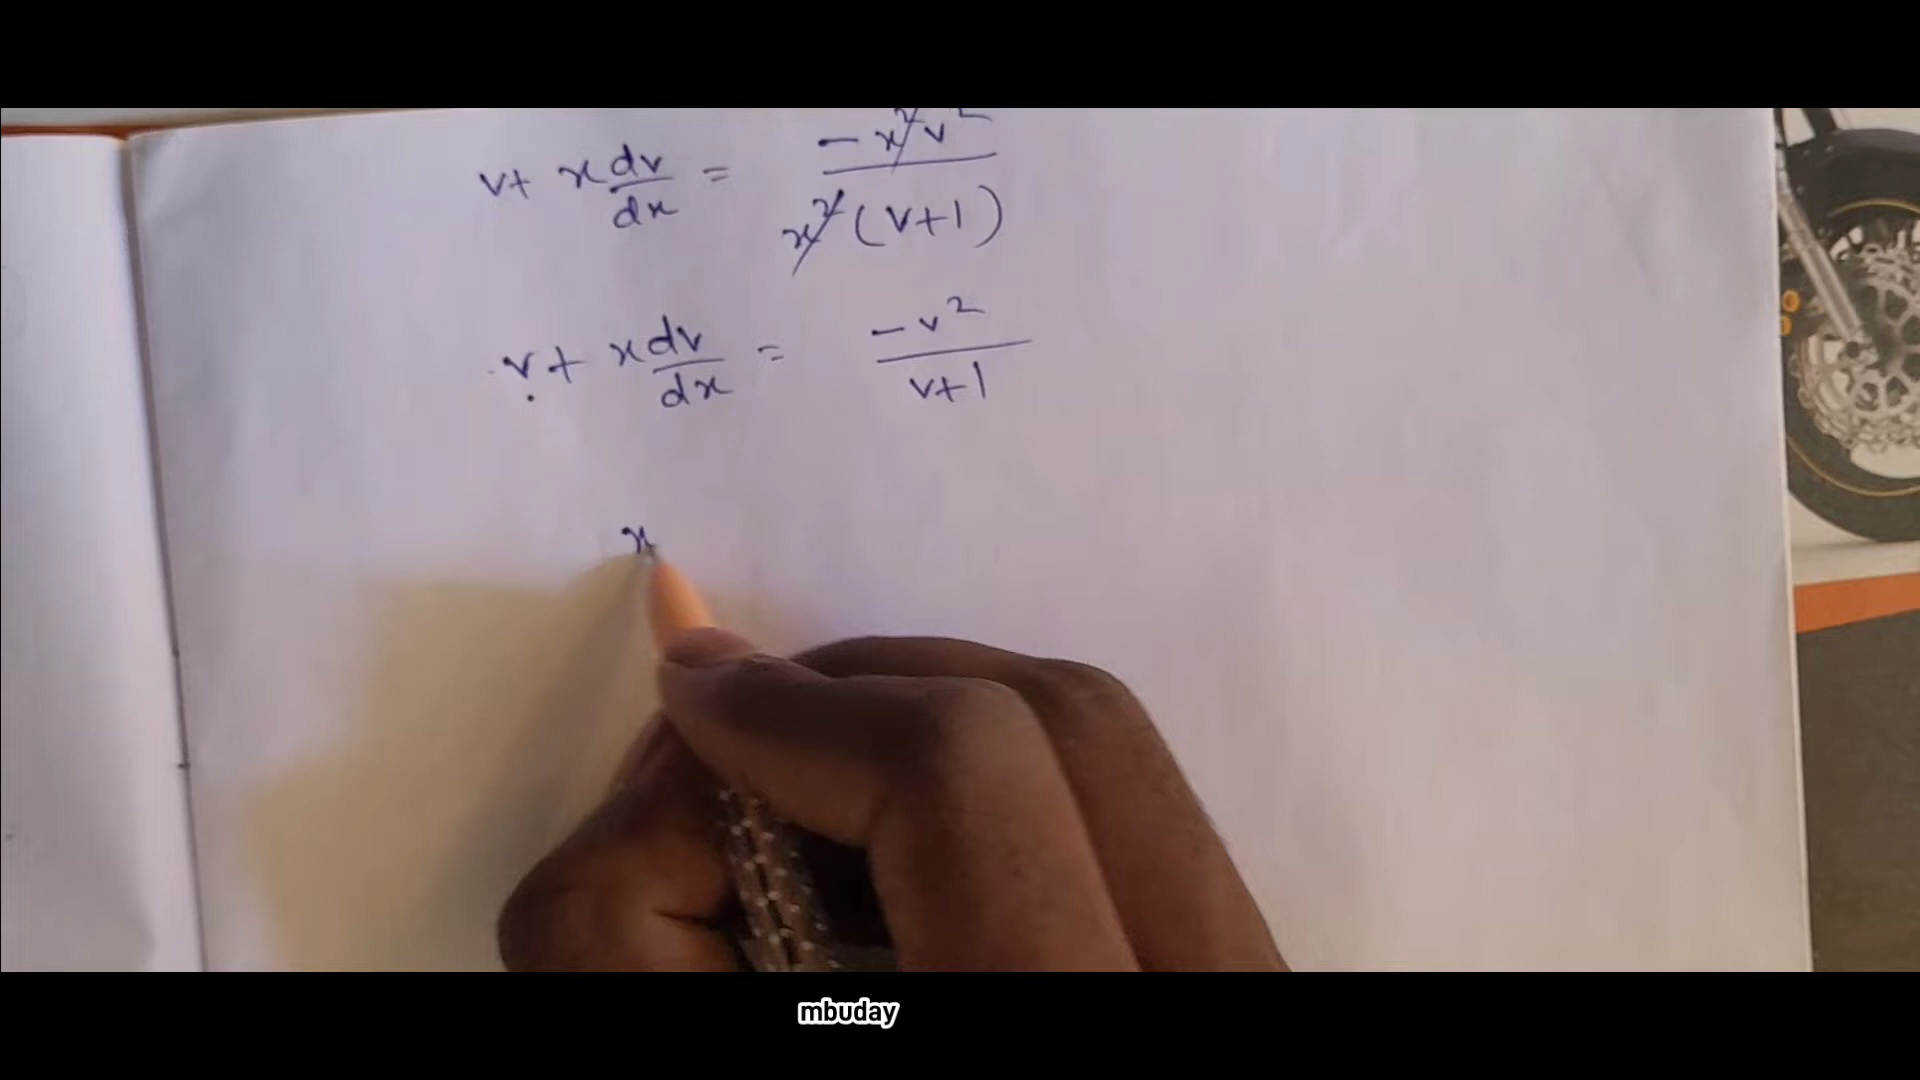 v + x dv/dx = -x²v² / x²(v+1)
v + x dv/dx = -v² / v+1
x
mbuday